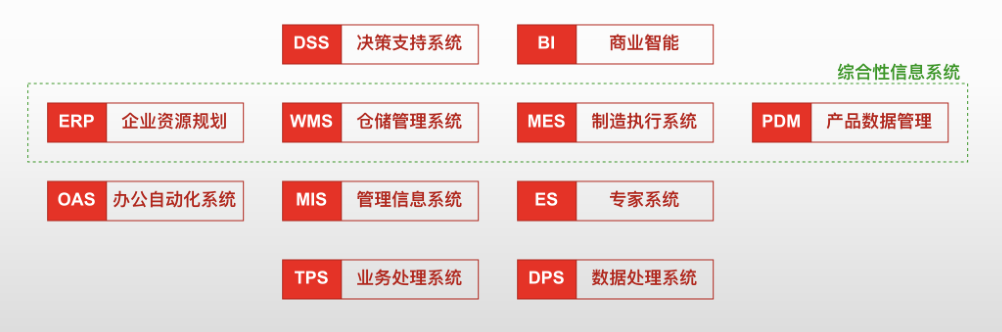 DSS 决策支持系统 BI 商业智能
综合性信息系统
ERP 企业资源规划 WMS 仓储管理系统 MES 制造执行系统 PDM 产品数据管理
OAS 办公自动化系统 MIS 管理信息系统 ES 专家系统
TPS 业务处理系统 DPS 数据处理系统